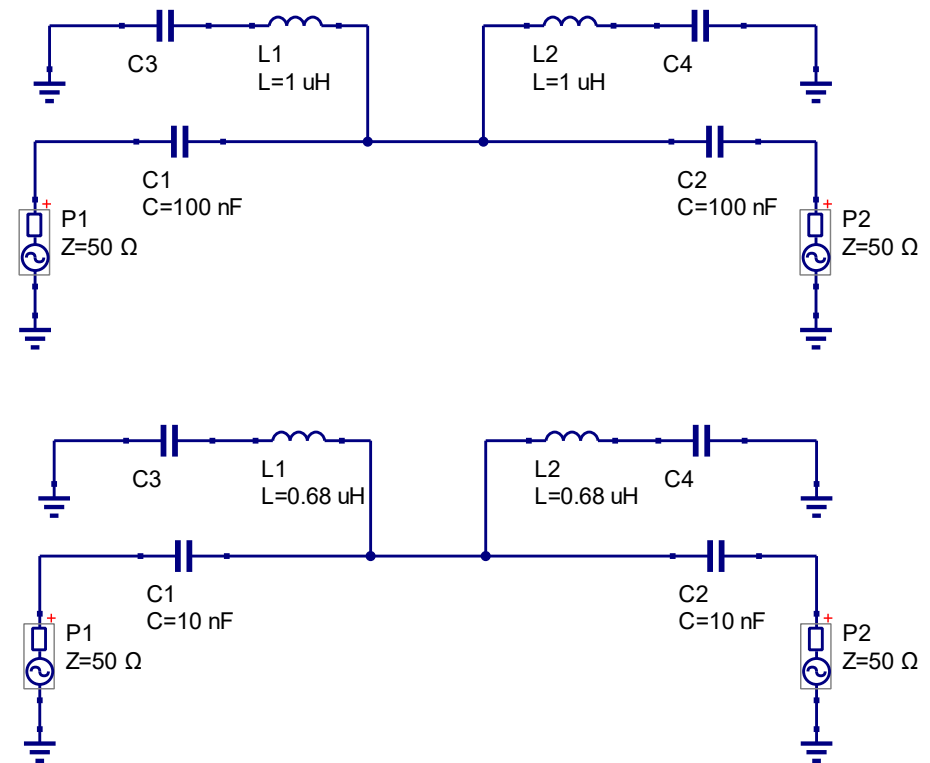 C3
L1
L=1 uH
L2
L=1 uH
C4
C1
C=100 nF
C2
C=100 nF
+
P1
Z=50 Ω
+
P2
Z=50 Ω
C3
L1
L=0.68 uH
L2
L=0.68 uH
C4
C1
C=10 nF
C2
C=10 nF
+
P1
Z=50 Ω
+
P2
Z=50 Ω